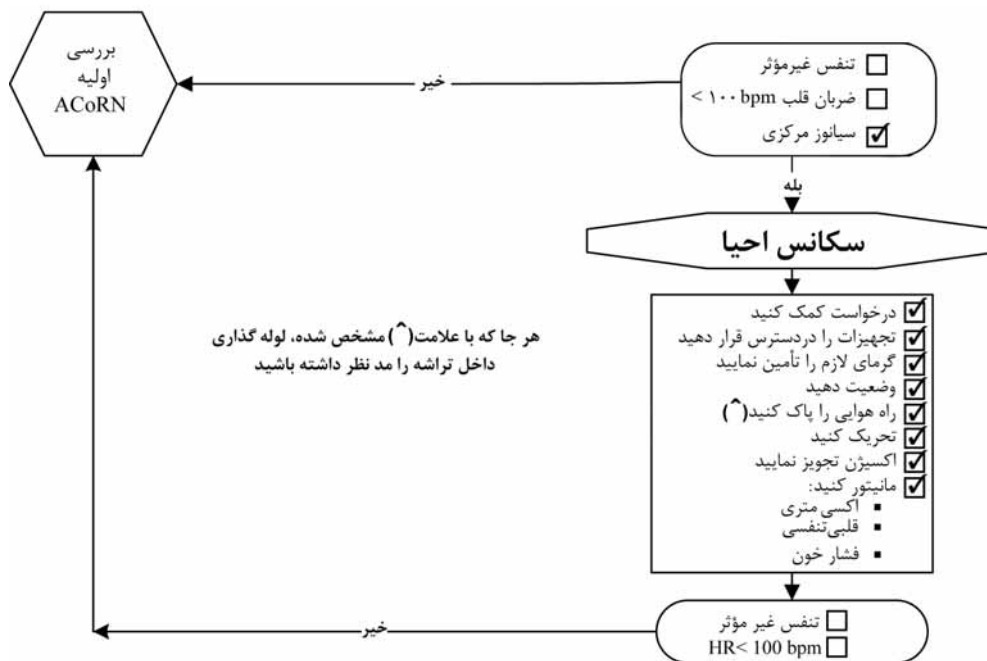 بررسی
اولیه
ACoRN
تنفس غیرمؤثر
ضربان قلب ۱۰۰ bpm >
سیانوز مرکزی
خیر
بله
سکانس احیا
درخواست کمک کنید
تجهیزات را دردسترس قرار دهید
گرمای لازم را تأمین نمایید
وضعیت دهید
راه هوایی را پاک کنید(^)
تحریک کنید
اکسیژن تجویز نمایید
مانیتور کنید:
اکسی متری
قلبی‌تنفسی
فشار خون
هر جا که با علامت(^) مشخص شده، لوله گذاری
داخل تراشه را مد نظر داشته باشید
تنفس غیر مؤثر
HR< 100 bpm
خیر